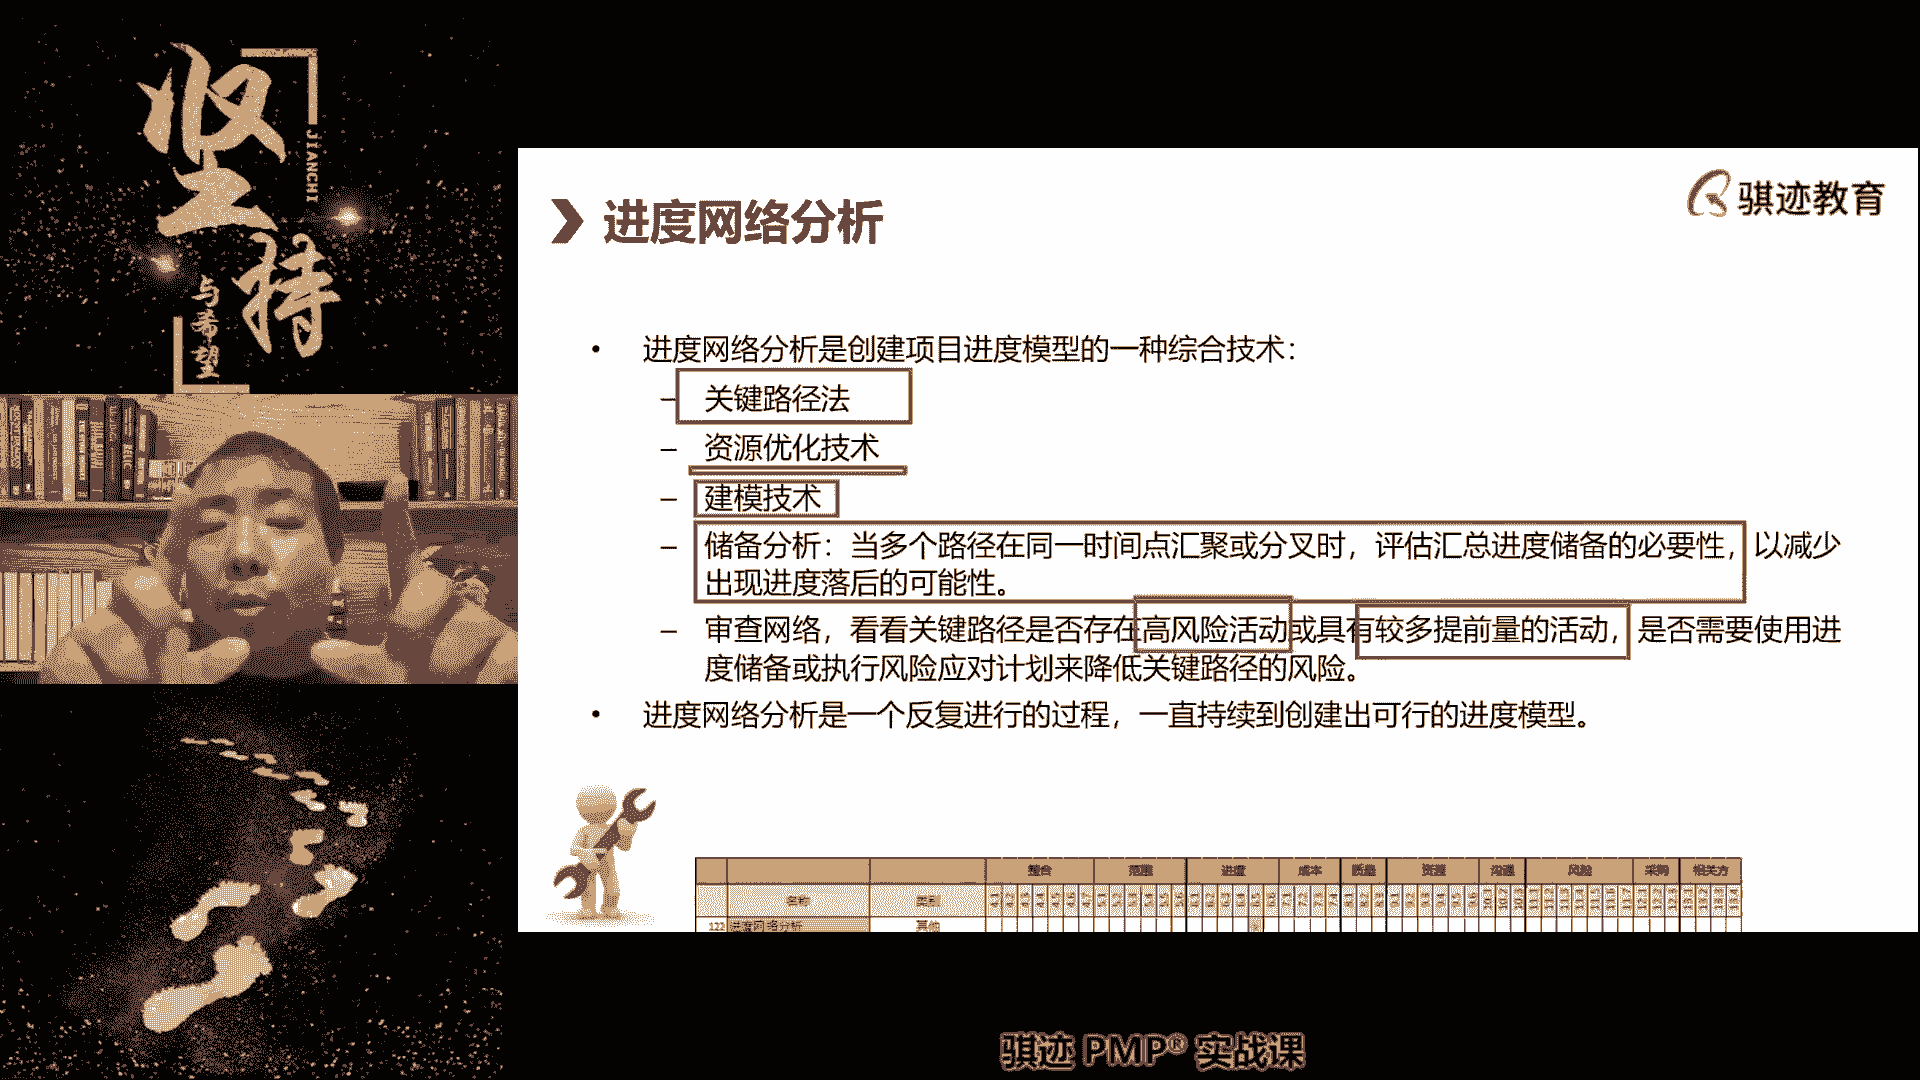 坚持
JIANCHI
与希望
骐迹教育
进度网络分析
• 进度网络分析是创建项目进度模型的一种综合技术：
– 关键路径法
– 资源优化技术
– 建模技术
– 储备分析：当多个路径在同一时间点汇聚或分叉时，评估汇总进度储备的必要性，以减少
出现进度落后的可能性。
– 审查网络，看看关键路径是否存在高风险活动或具有较多提前量的活动，是否需要使用进
度储备或执行风险应对计划来降低关键路径的风险。
• 进度网络分析是一个反复进行的过程，一直持续到创建出可行的进度模型。
整合 范围 进度 成本 质量 资源 沟通 风险 采购 相关方
名称 类别
122 进度网络分析 其他
骐迹 PMP® 实战课